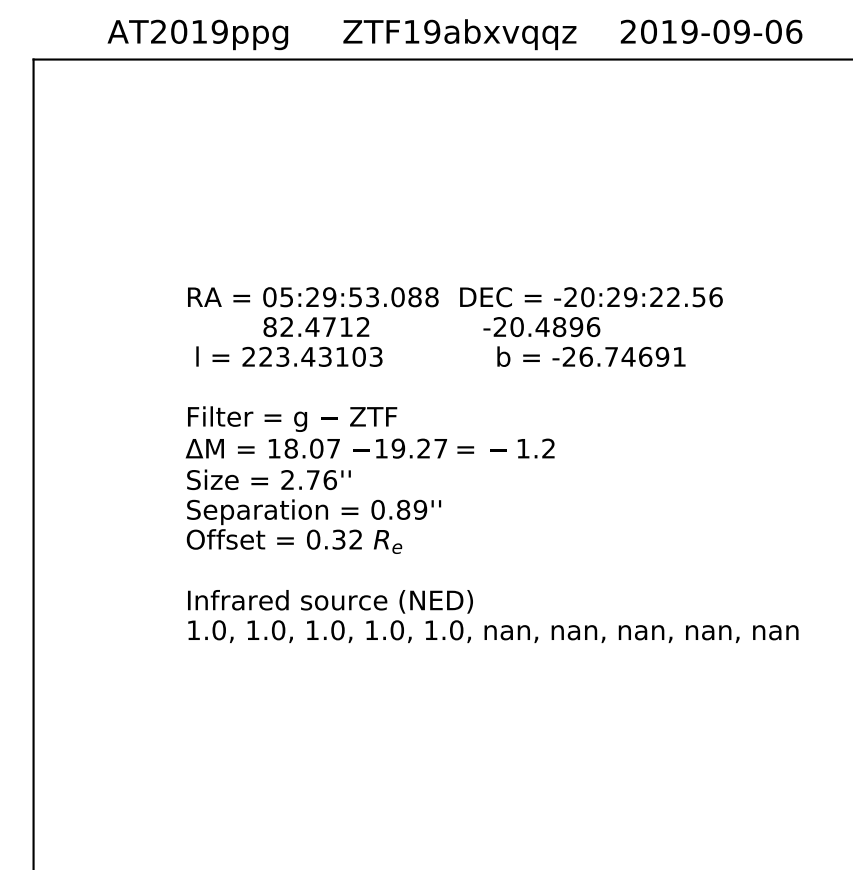 AT2019ppg ZTF19abxvqqz 2019-09-06
RA = 05:29:53.088 DEC = -20:29:22.56
82.4712 -20.4896
l = 223.43103 b = -26.74691
Filter = g − ZTF
ΔM = 18.07 −19.27 = − 1.2
Size = 2.76''
Separation = 0.89''
Offset = 0.32 Rₑ
Infrared source (NED)
1.0, 1.0, 1.0, 1.0, 1.0, nan, nan, nan, nan, nan